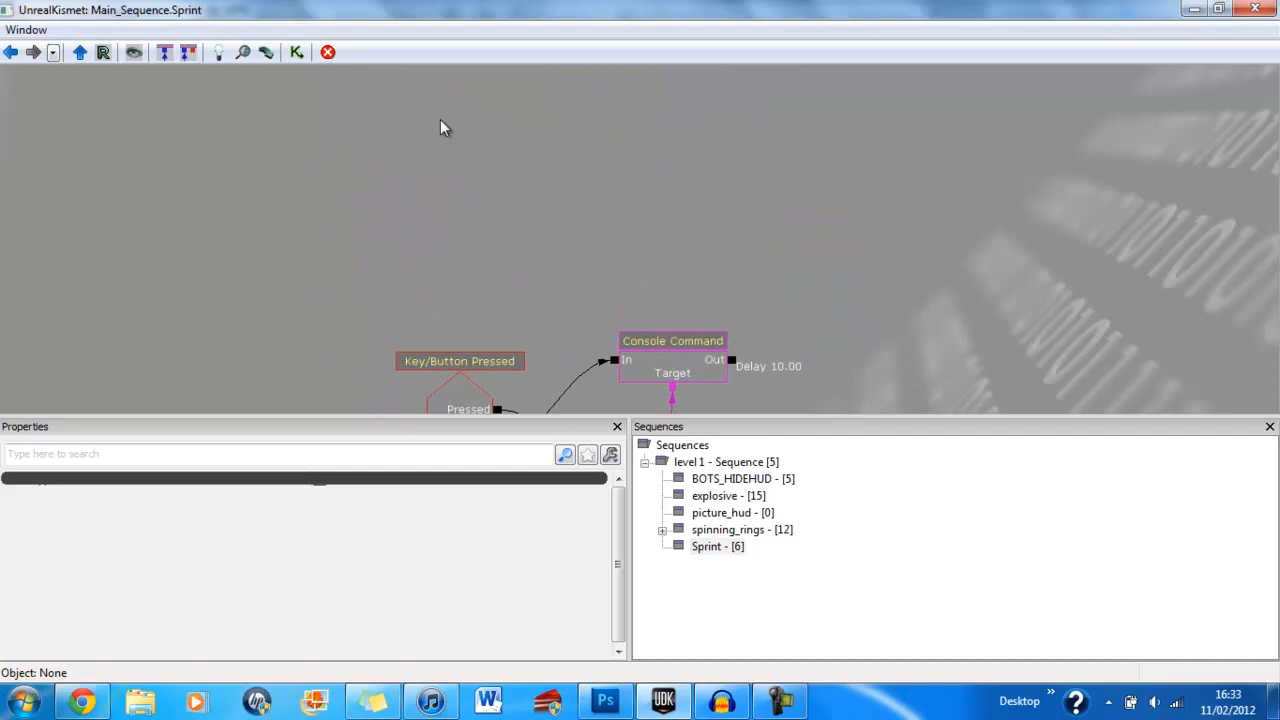 UnrealKismet: Main_Sequence.Sprint
Window
Console Command
In
Out
Delay 10.00
Target
Key/Button Pressed
Pressed
Properties
Type here to search
Sequences
Sequences
level1 - Sequence [5]
BOTS_HIDEHUD - [5]
explosive - [15]
picture_hud - [0]
spinning_rings - [12]
Sprint - [6]
Object: None
Desktop
16:33
11/02/2012